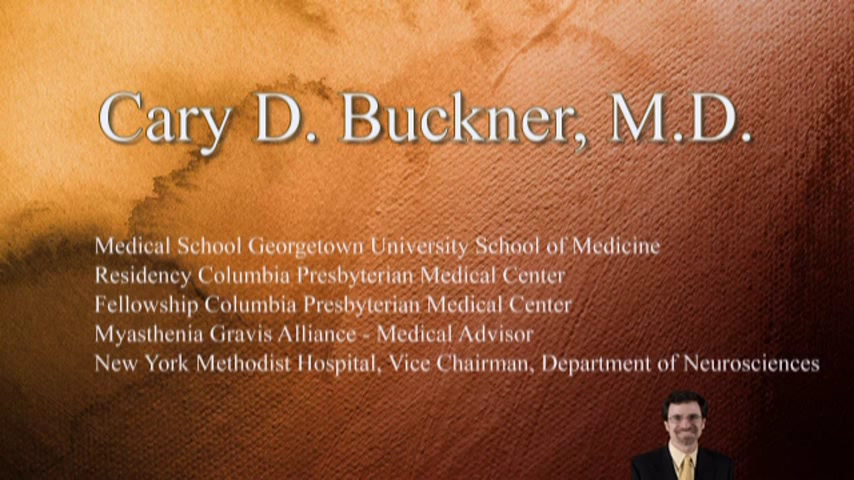 Cary D. Buckner, M.D.
Medical School Georgetown University School of Medicine
Residency Columbia Presbyterian Medical Center
Fellowship Columbia Presbyterian Medical Center
Myasthenia Gravis Alliance - Medical Advisor
New York Methodist Hospital, Vice Chairman, Department of Neurosciences